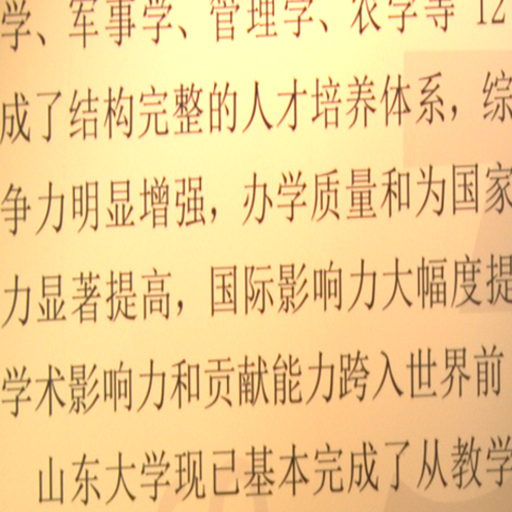 学、军事学、管理学、农学等 12
成了结构完整的人才培养体系，综
争力明显增强，办学质量和为国家
力显著提高，国际影响力大幅度提
学术影响力和贡献能力跨入世界前
山东大学现已基本完成了从教学